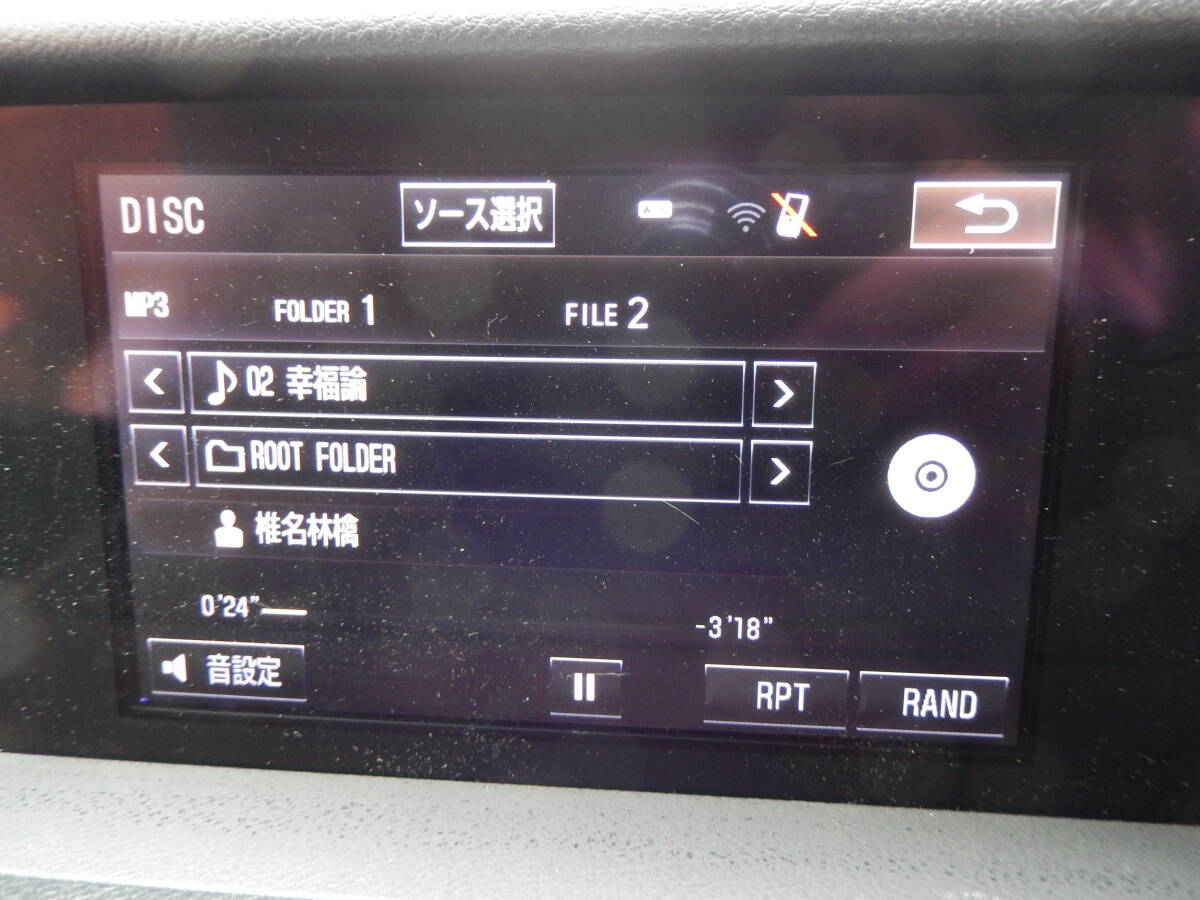 DISC ソース選択
MP3 FOLDER 1 FILE 2
02 幸福論
ROOT FOLDER
椎名林檎
0'24" -3'18"
音設定 RPT RAND